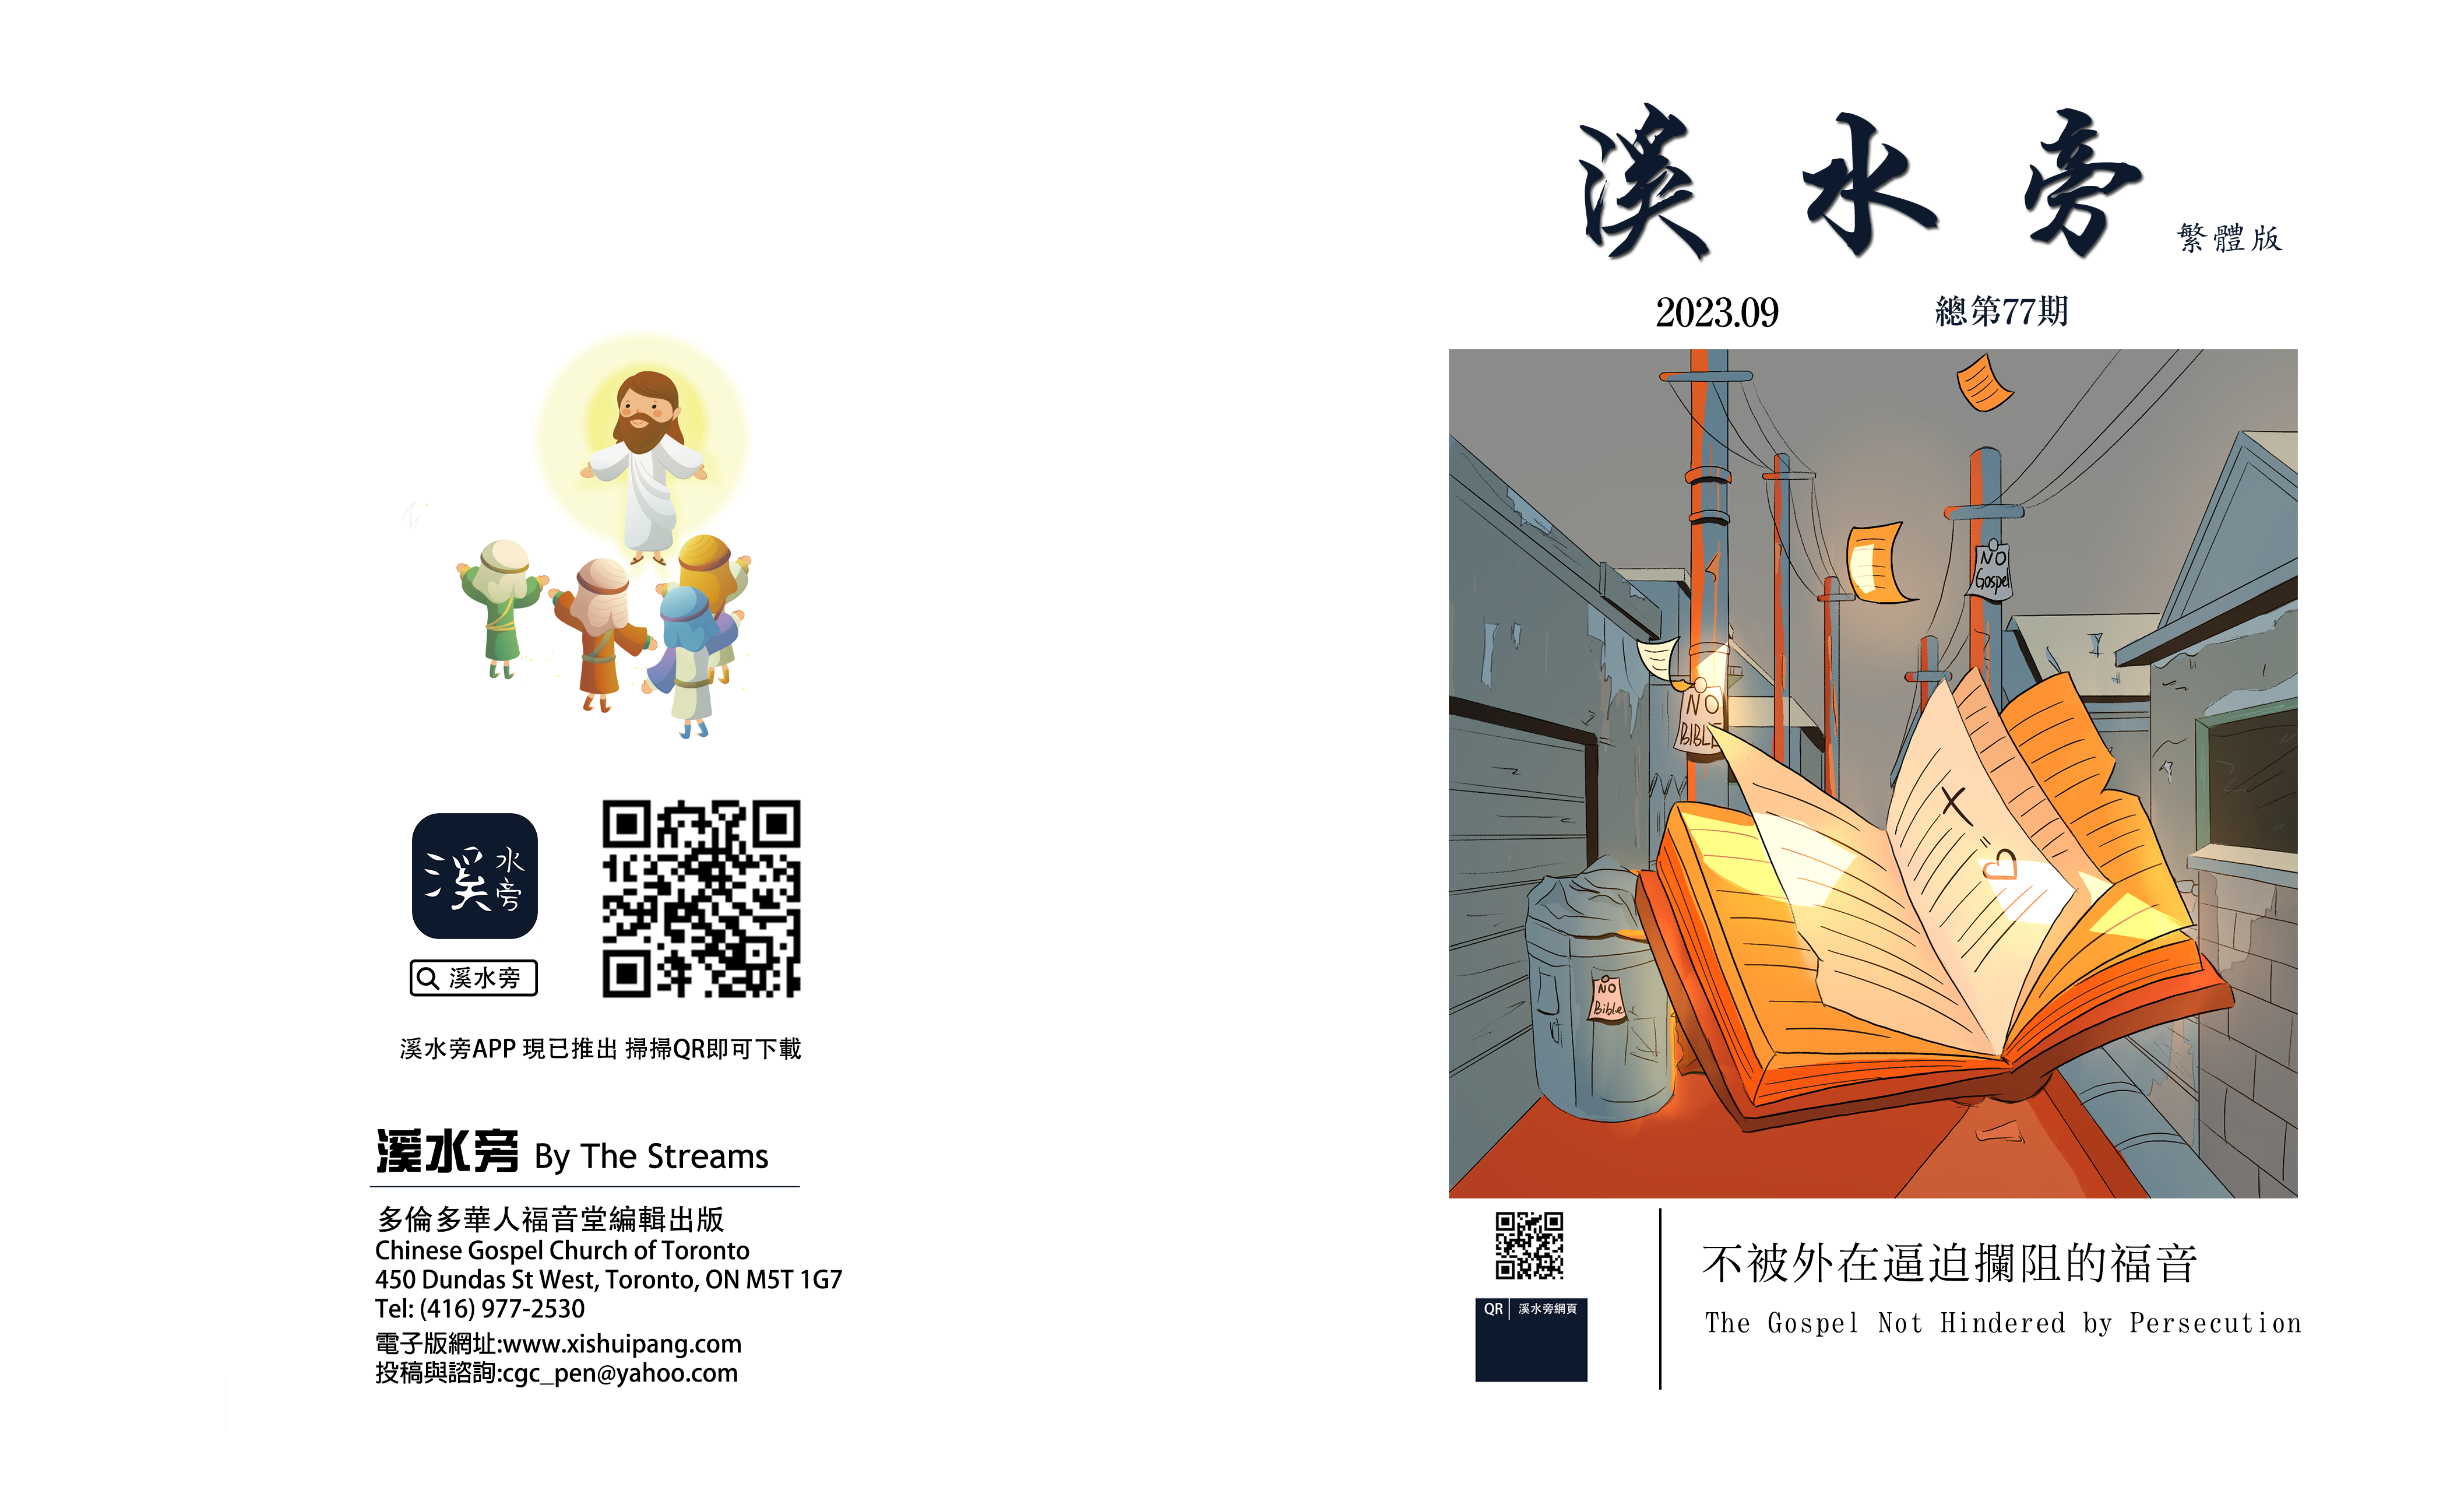 溪水旁
溪水旁
溪水旁APP 現已推出 掃掃QR即可下載
溪水旁 By The Streams
多倫多華人福音堂編輯出版
Chinese Gospel Church of Toronto
450 Dundas St West, Toronto, ON M5T 1G7
Tel: (416) 977-2530
電子版網址:www.xishuipang.com
投稿與諮詢:cgc_pen@yahoo.com
溪水旁 繁體版
2023.09 總第77期
NO
Gospel
NO
BIBLE
NO
Bible
QR 溪水旁網頁
不被外在逼迫攔阻的福音
The Gospel Not Hindered by Persecution